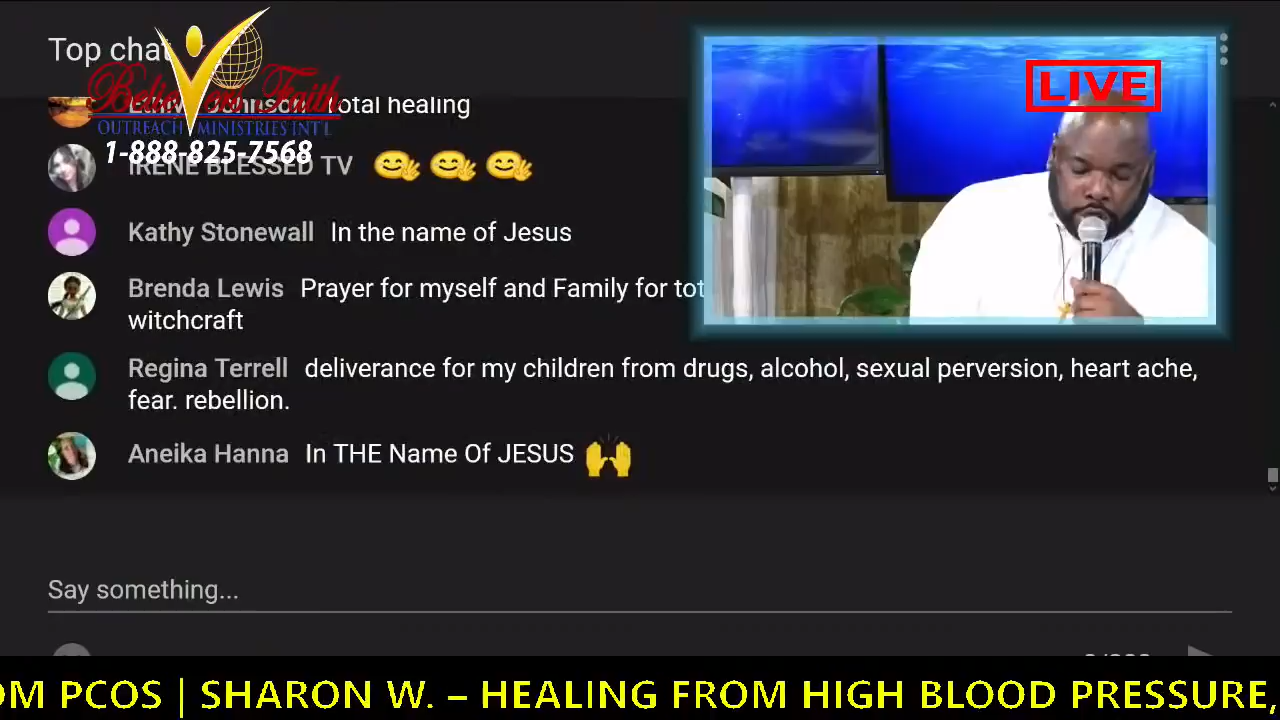 Top chat
Believers Faith
OUTREACH MINISTRIES INT'L
1-888-825-7568
LIVE
Johnson total healing
IRENE BLESSED TV
Kathy Stonewall In the name of Jesus
Brenda Lewis Prayer for myself and Family for tot
witchcraft
Regina Terrell deliverance for my children from drugs, alcohol, sexual perversion, heart ache,
fear. rebellion.
Aneika Hanna In THE Name Of JESUS
Say something...
OM PCOS | SHARON W. – HEALING FROM HIGH BLOOD PRESSURE,